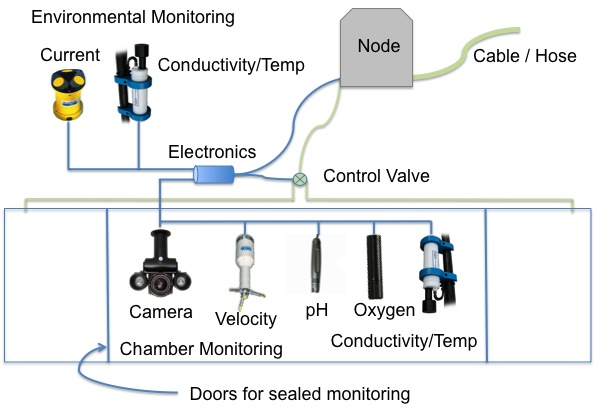 Environmental Monitoring
Current
Conductivity/Temp
Node
Cable / Hose
Electronics
Control Valve
Camera
Velocity
pH
Oxygen
Conductivity/Temp
Chamber Monitoring
Doors for sealed monitoring